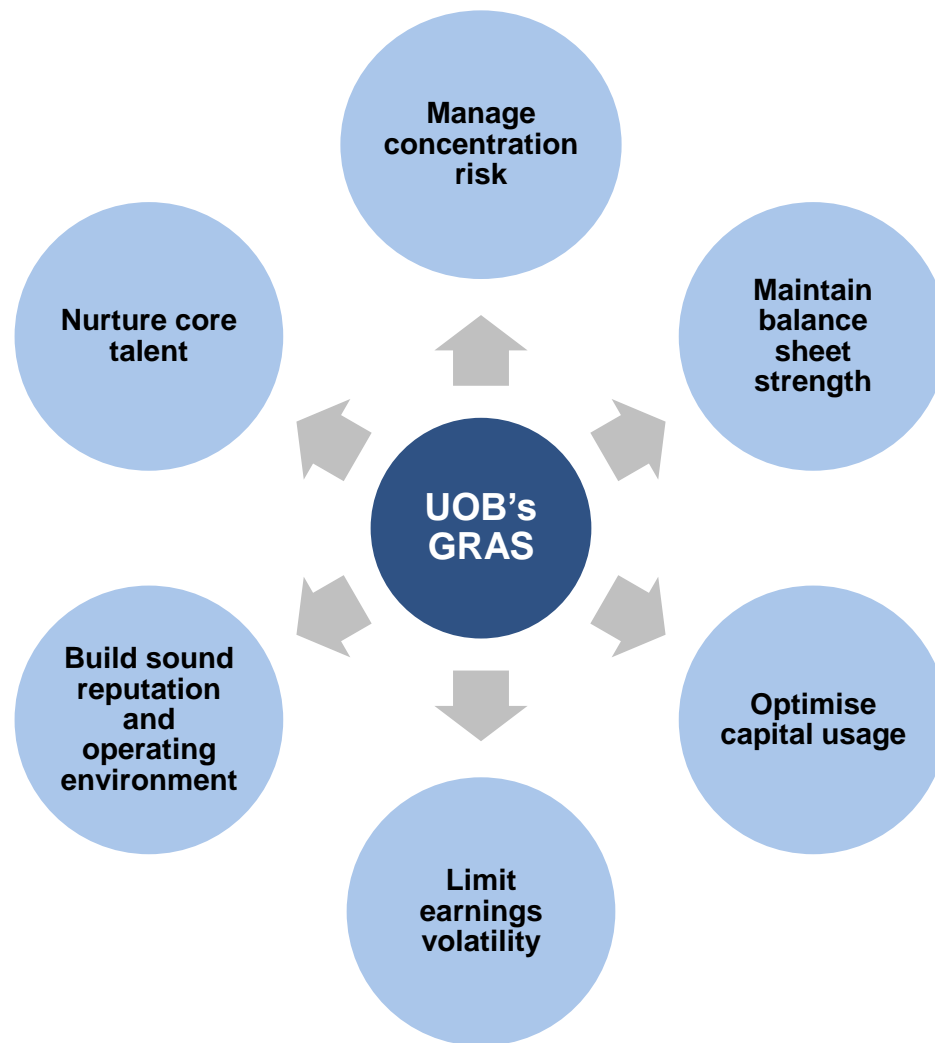 Manage
concentration
risk
Maintain
balance
sheet
strength
Nurture core
talent
UOB’s
GRAS
Build sound
reputation
and
operating
environment
Optimise
capital usage
Limit
earnings
volatility